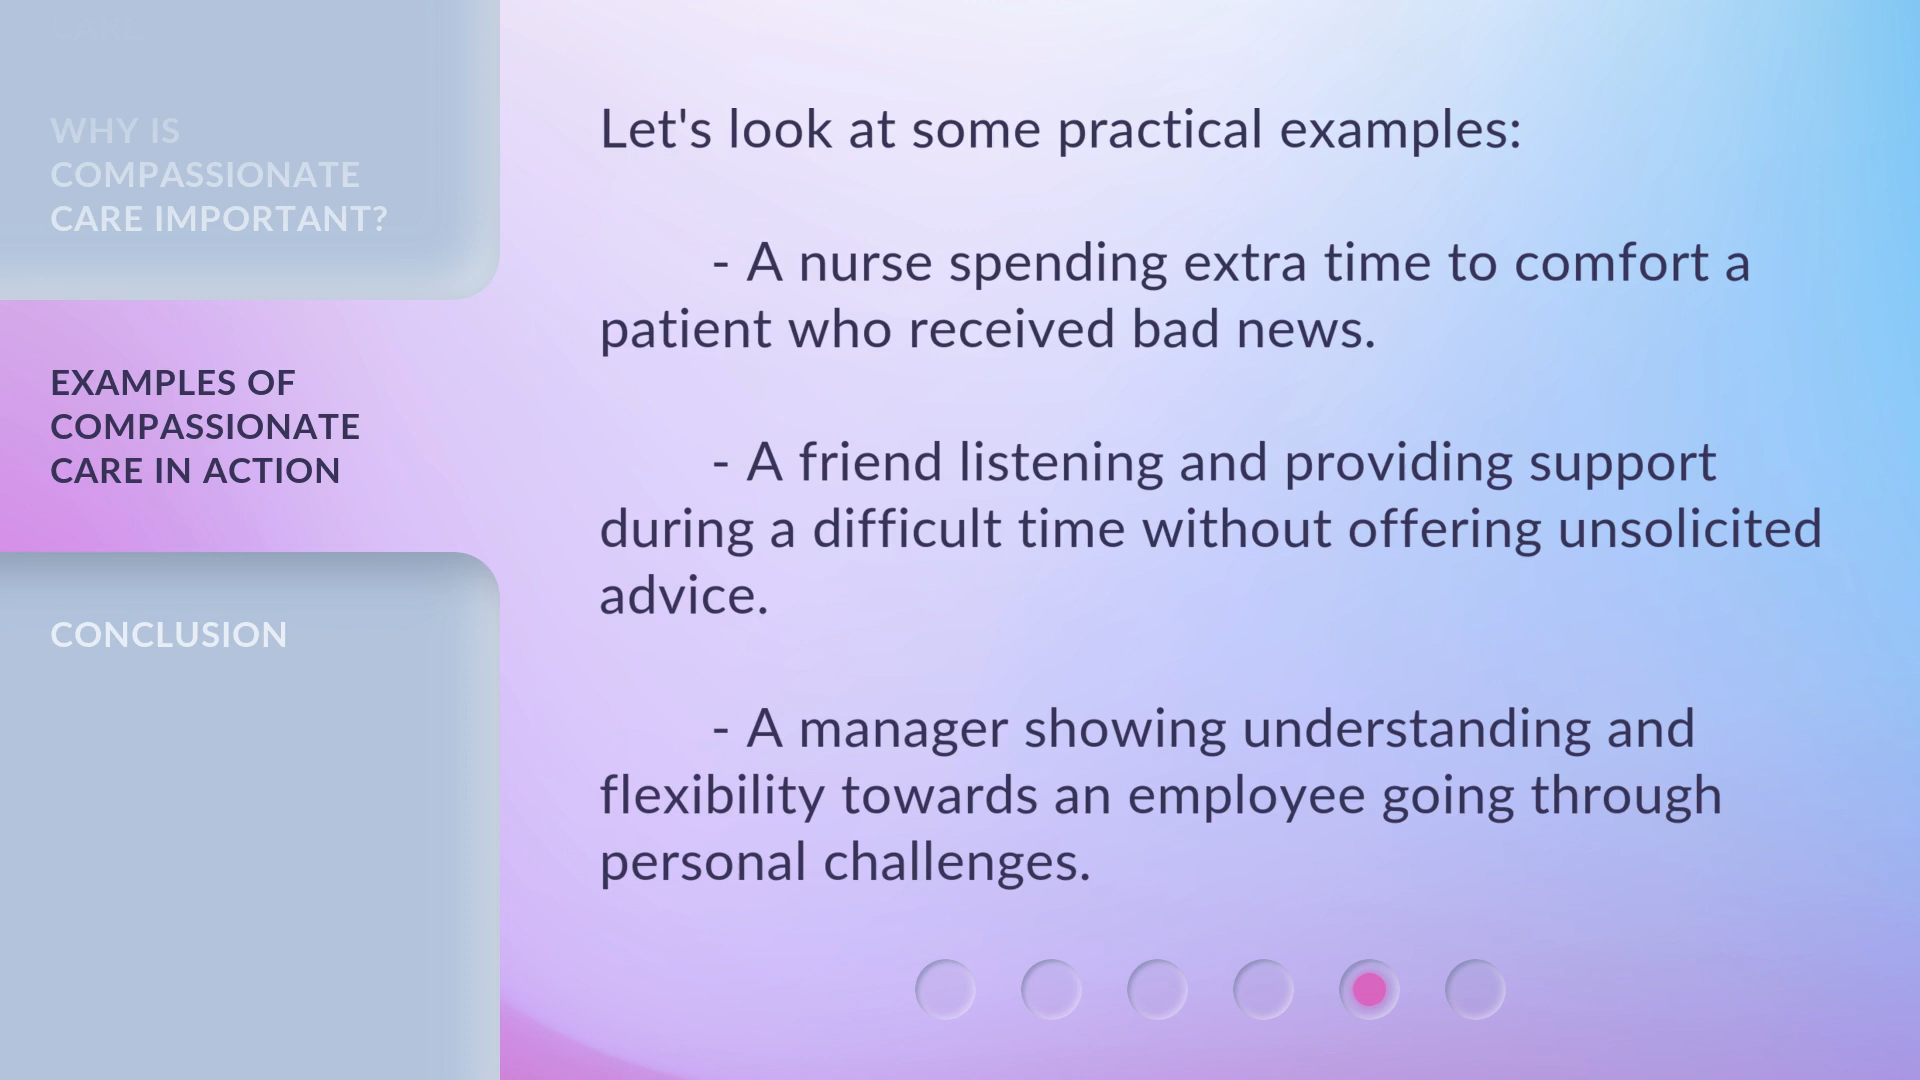 WHY IS
COMPASSIONATE
CARE IMPORTANT?
EXAMPLES OF
COMPASSIONATE
CARE IN ACTION
CONCLUSION
Let's look at some practical examples:
- A nurse spending extra time to comfort a
patient who received bad news.
- A friend listening and providing support
during a difficult time without offering unsolicited
advice.
- A manager showing understanding and
flexibility towards an employee going through
personal challenges.